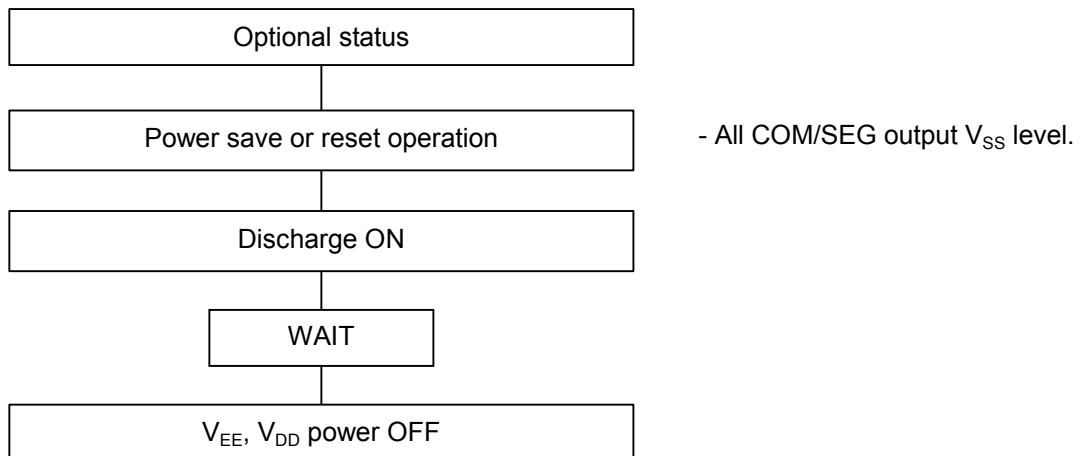 Optional status
Power save or reset operation
- All COM/SEG output VSS level.
Discharge ON
WAIT
VEE, VDD power OFF